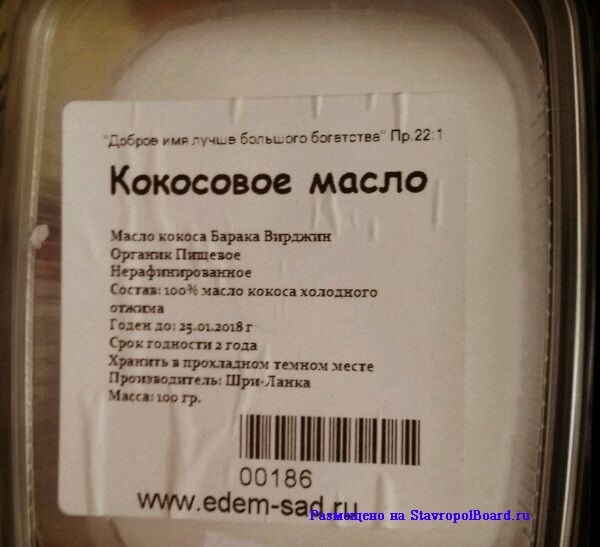 "Доброе имя лучше большого богатства" Пр.22:1
Кокосовое масло
Масло кокоса Барака Вирджин
Органик Пищевое
Нерафинированное
Состав: 100% масло кокоса холодного
отжима
Годен до: 25.01.2018 г
Срок годности 2 года
Хранить в прохладном темном месте
Производитель: Шри-Ланка
Масса: 100 гр.
00186
www.edem-sad.ru
Размещено на StavropolBoard.ru